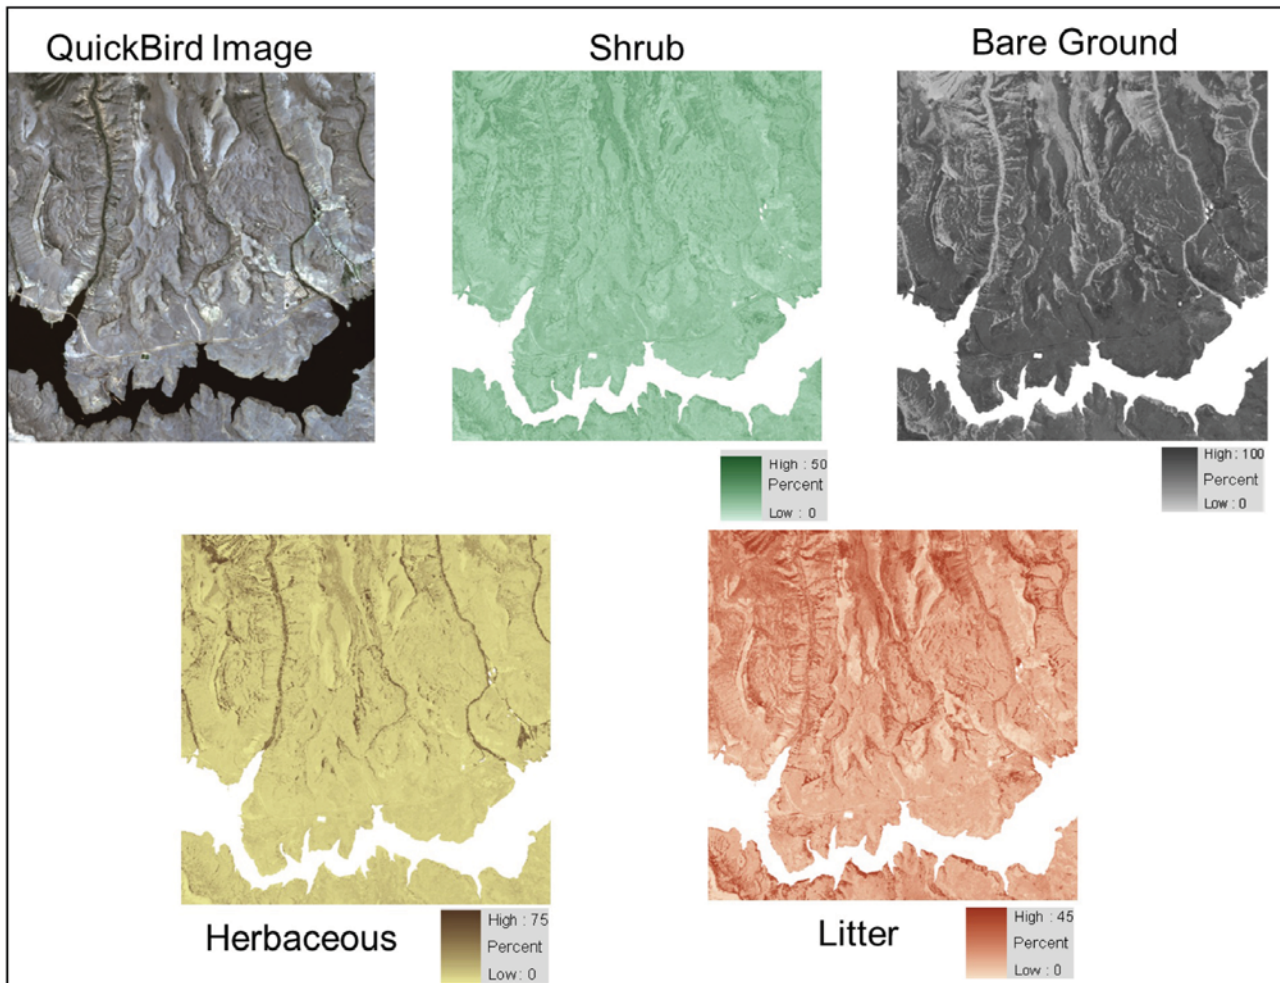 QuickBird Image
Shrub
Bare Ground
High : 50
Percent
Low : 0
High : 100
Percent
Low : 0
Herbaceous
High : 75
Percent
Low : 0
Litter
High : 45
Percent
Low : 0